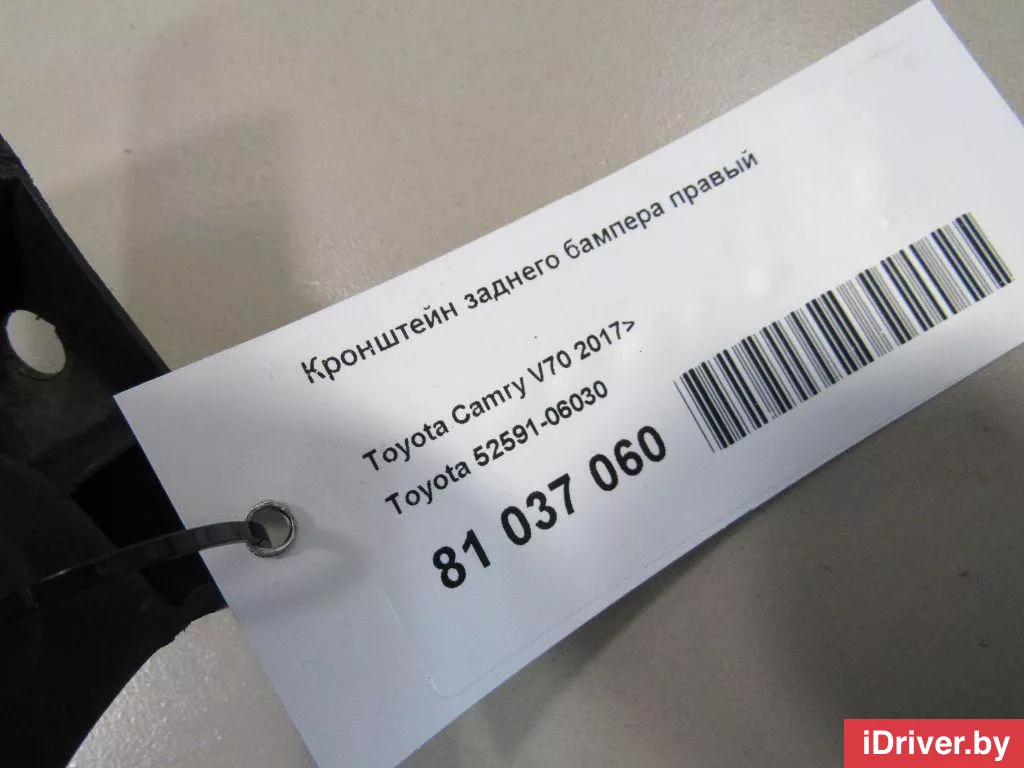 Кронштейн заднего бампера правый
Toyota Camry V70 2017>
Toyota 52591-06030
81 037 060
iDriver.by